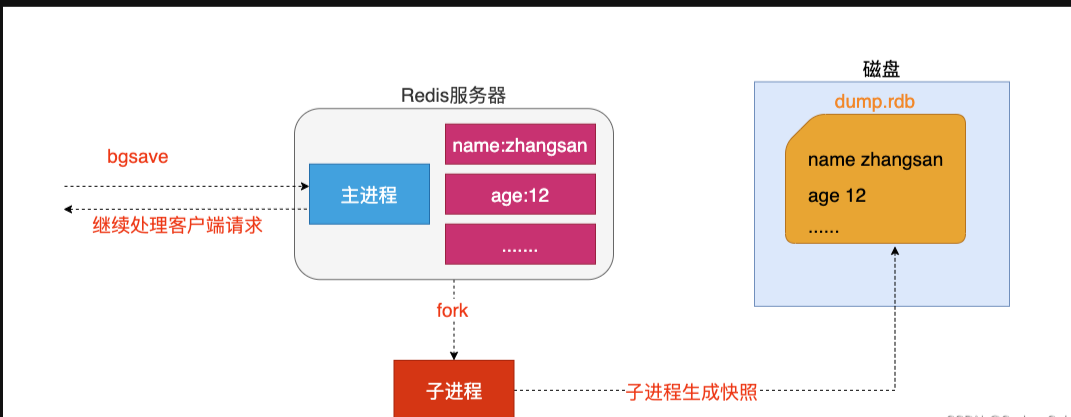 磁盘
Redis服务器
dump.rdb
bgsave
name:zhangsan
name zhangsan
主进程
age:12
age 12
继续处理客户端请求
.......
......
fork
子进程
子进程生成快照